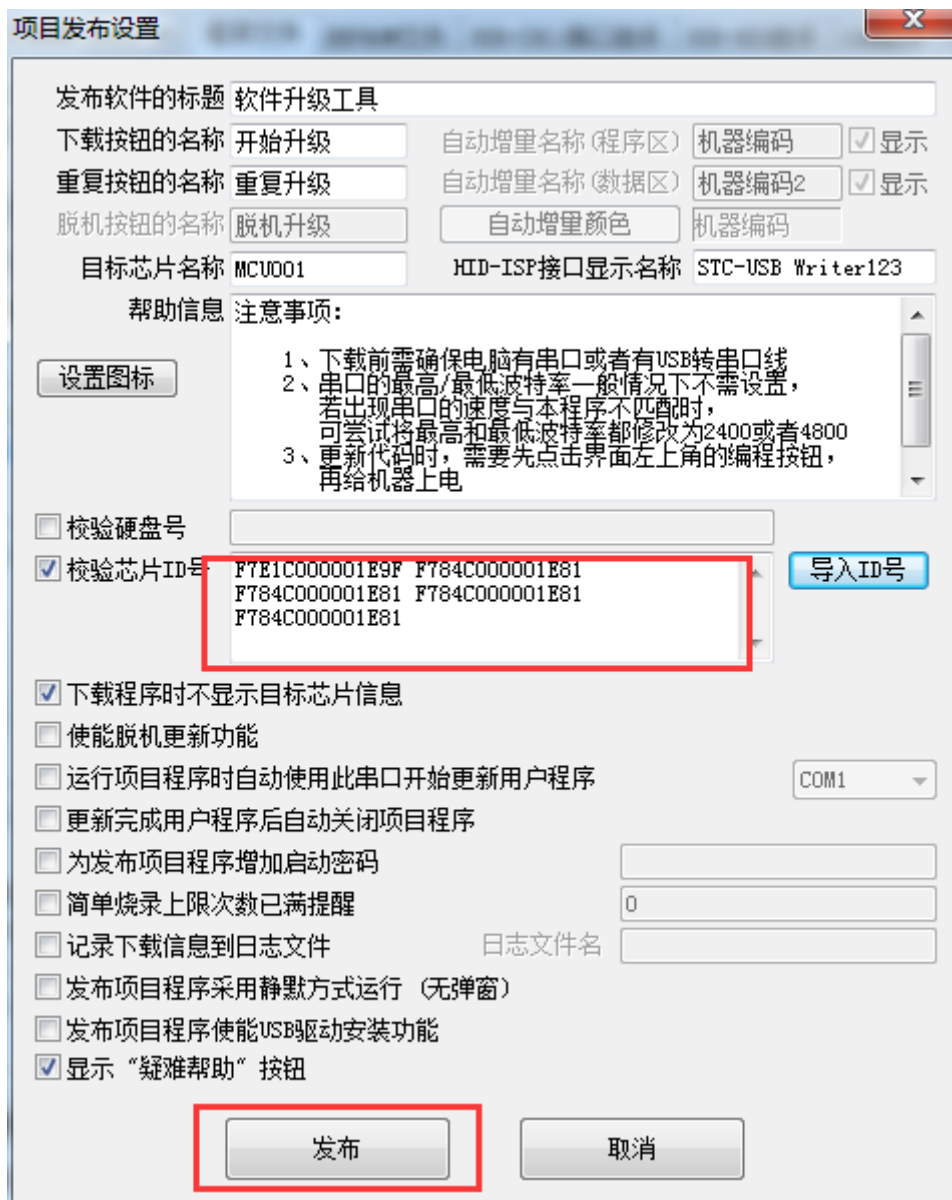 项目发布设置
发布软件的标题 软件升级工具
下载按钮的名称 开始升级 自动增量名称(程序区) 机器编码 显示
重复按钮的名称 重复升级 自动增量名称(数据区) 机器编码2 显示
脱机按钮的名称 脱机升级 自动增量颜色 机器编码
目标芯片名称 MCU001 HID-ISP接口显示名称 STC-USB Writer123
帮助信息 注意事项:
1、下载前需确保电脑有串口或者有USB转串口线
设置图标
2、串口的最高/最低波特率一般情况下不需设置,
若出现串口的速度与本程序不匹配时,
可尝试将最高和最低波特率都修改为2400或者4800
3、更新代码时,需要先点击界面左上角的编程按钮,
再给机器上电
校验硬盘号
校验芯片ID号 F7E1C000001E9F F784C000001E81 导入ID号
F784C000001E81 F784C000001E81
F784C000001E81
下载程序时不显示目标芯片信息
使能脱机更新功能
运行项目程序时自动使用此串口开始更新用户程序 COM1
更新完成用户程序后自动关闭项目程序
为发布项目程序增加启动密码
简单烧录上限次数已满提醒 0
记录下载信息到日志文件 日志文件名
发布项目程序采用静默方式运行 (无弹窗)
发布项目程序使能USB驱动安装功能
显示 “疑难帮助” 按钮
发布 取消